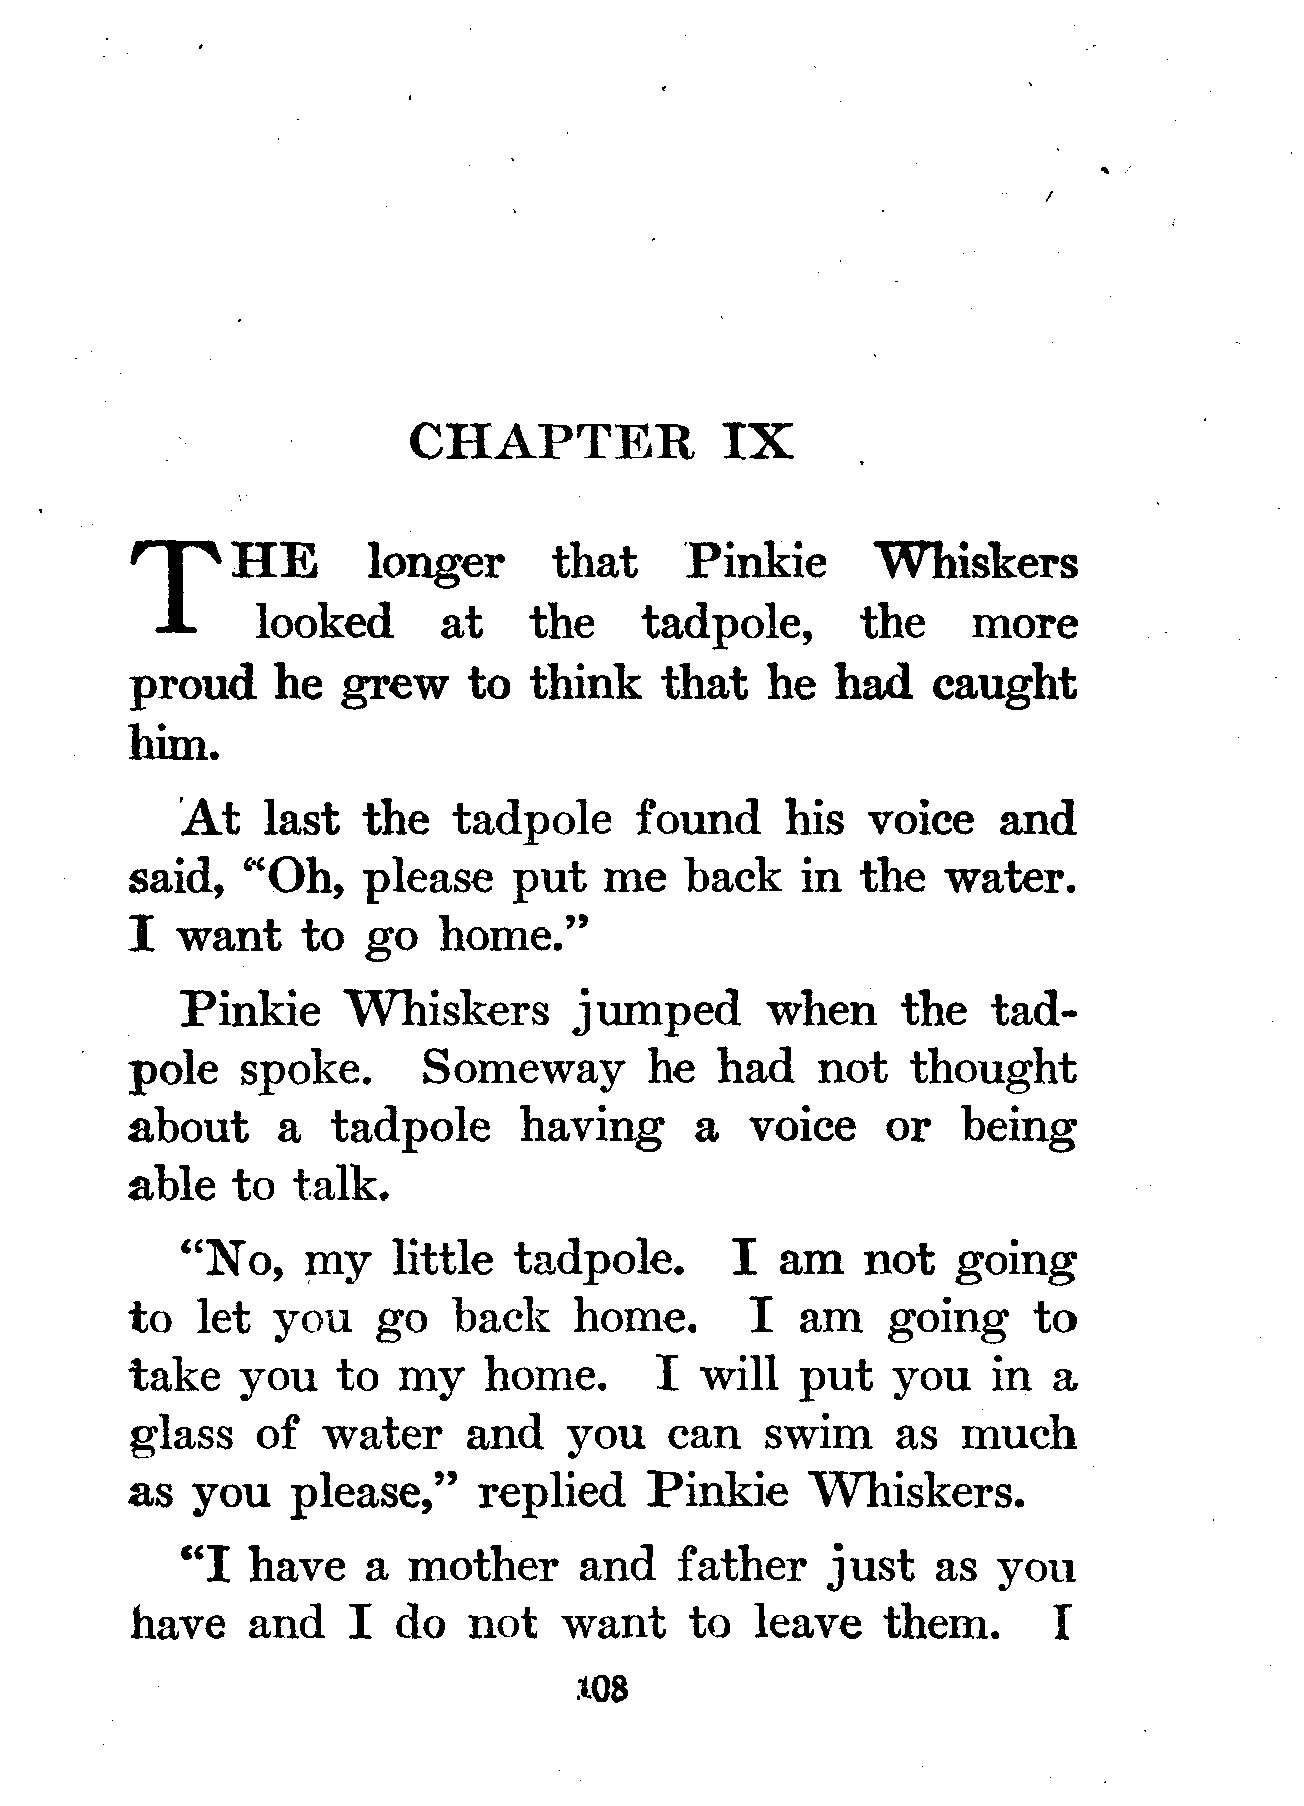 CHAPTER IX
THE longer that Pinkie Whiskers
looked at the tadpole, the more
proud he grew to think that he had caught
him.
At last the tadpole found his voice and
said, “Oh, please put me back in the water.
I want to go home.”
Pinkie Whiskers jumped when the tad-
pole spoke. Someway he had not thought
about a tadpole having a voice or being
able to talk.
“No, my little tadpole. I am not going
to let you go back home. I am going to
take you to my home. I will put you in a
glass of water and you can swim as much
as you please,” replied Pinkie Whiskers.
“I have a mother and father just as you
have and I do not want to leave them. I
108